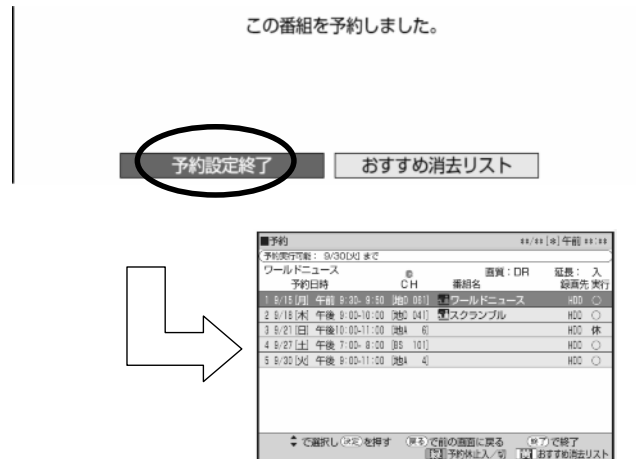 この番組を予約しました。
予約設定終了 おすすめ消去リスト
■予約 **/** [*] 午前 **:**
予約実行可能： 9/30[火] まで
ワールドニュース 画質：DR 延長： 入
予約日時 CH 番組名 録画先 実行
1 9/15[月] 午前 9:30- 9:50 [地D 061] ワールドニュース HDD ○
2 9/18[木] 午後 9:00-10:00 [地D 041] スクランブル HDD ○
3 9/21[日] 午後10:00-11:00 [地A 6] HDD 休
4 9/27[土] 午後 7:00- 8:00 [BS 101] HDD ○
5 9/30[火] 午後 9:00-11:00 [地A 4] HDD ○
で選択し 決定 を押す 戻る で前の画面に戻る 終了 で終了
予約休止入/切 おすすめ消去リスト